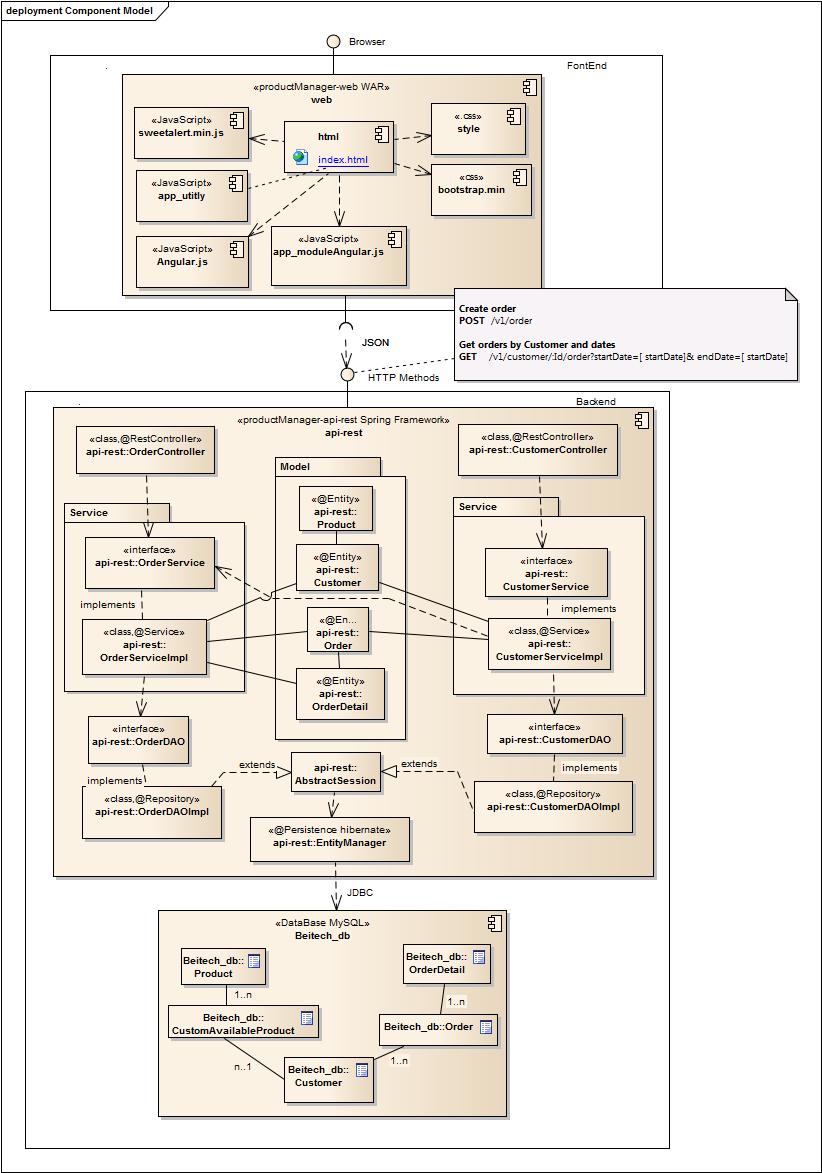 deployment Component Model
Browser
FontEnd
«productManager-web WAR»
web
«JavaScript»
sweetalert.min.js
html
index.html
«.css»
style
«JavaScript»
app_utitly
«css»
bootstrap.min
«JavaScript»
Angular.js
«JavaScript»
app_moduleAngular.js
Create order
POST /v1/order
Get orders by Customer and dates
GET /v1/customer/:Id/order?startDate=[ startDate]& endDate=[ startDate]
JSON
HTTP Methods
Backend
«productManager-api-rest Spring Framework»
api-rest
«class,@RestController»
api-rest::OrderController
«class,@RestController»
api-rest::CustomerController
Model
«@Entity»
api-rest::
Product
Service
Service
«interface»
api-rest::OrderService
«@Entity»
api-rest::
Customer
«interface»
api-rest::
CustomerService
implements
implements
«class,@Service»
api-rest::
OrderServiceImpl
«@En...
api-rest::
Order
«class,@Service»
api-rest::
CustomerServiceImpl
«@Entity»
api-rest::
OrderDetail
«interface»
api-rest::OrderDAO
«interface»
api-rest::CustomerDAO
implements
extends
api-rest::
AbstractSession
extends
implements
«class,@Repository»
api-rest::OrderDAOImpl
«class,@Repository»
api-rest::CustomerDAOImpl
«@Persistence hibernate»
api-rest::EntityManager
JDBC
«DataBase MySQL»
Beitech_db
Beitech_db::
Product
Beitech_db::
OrderDetail
1..n
1..n
Beitech_db::
CustomAvailableProduct
Beitech_db::Order
n..1
1..n
Beitech_db::
Customer